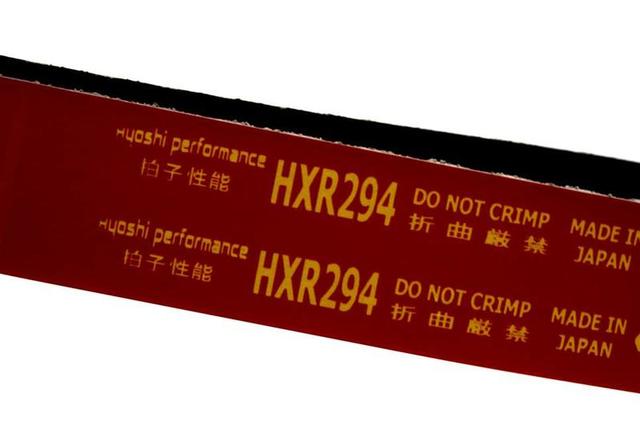 Hyoshi performance
拍子性能
HXR294
DO NOT CRIMP
折曲厳禁
MADE IN
JAPAN
Hyoshi performance
拍子性能
HXR294
DO NOT CRIMP
折曲厳禁
MADE IN
JAPAN